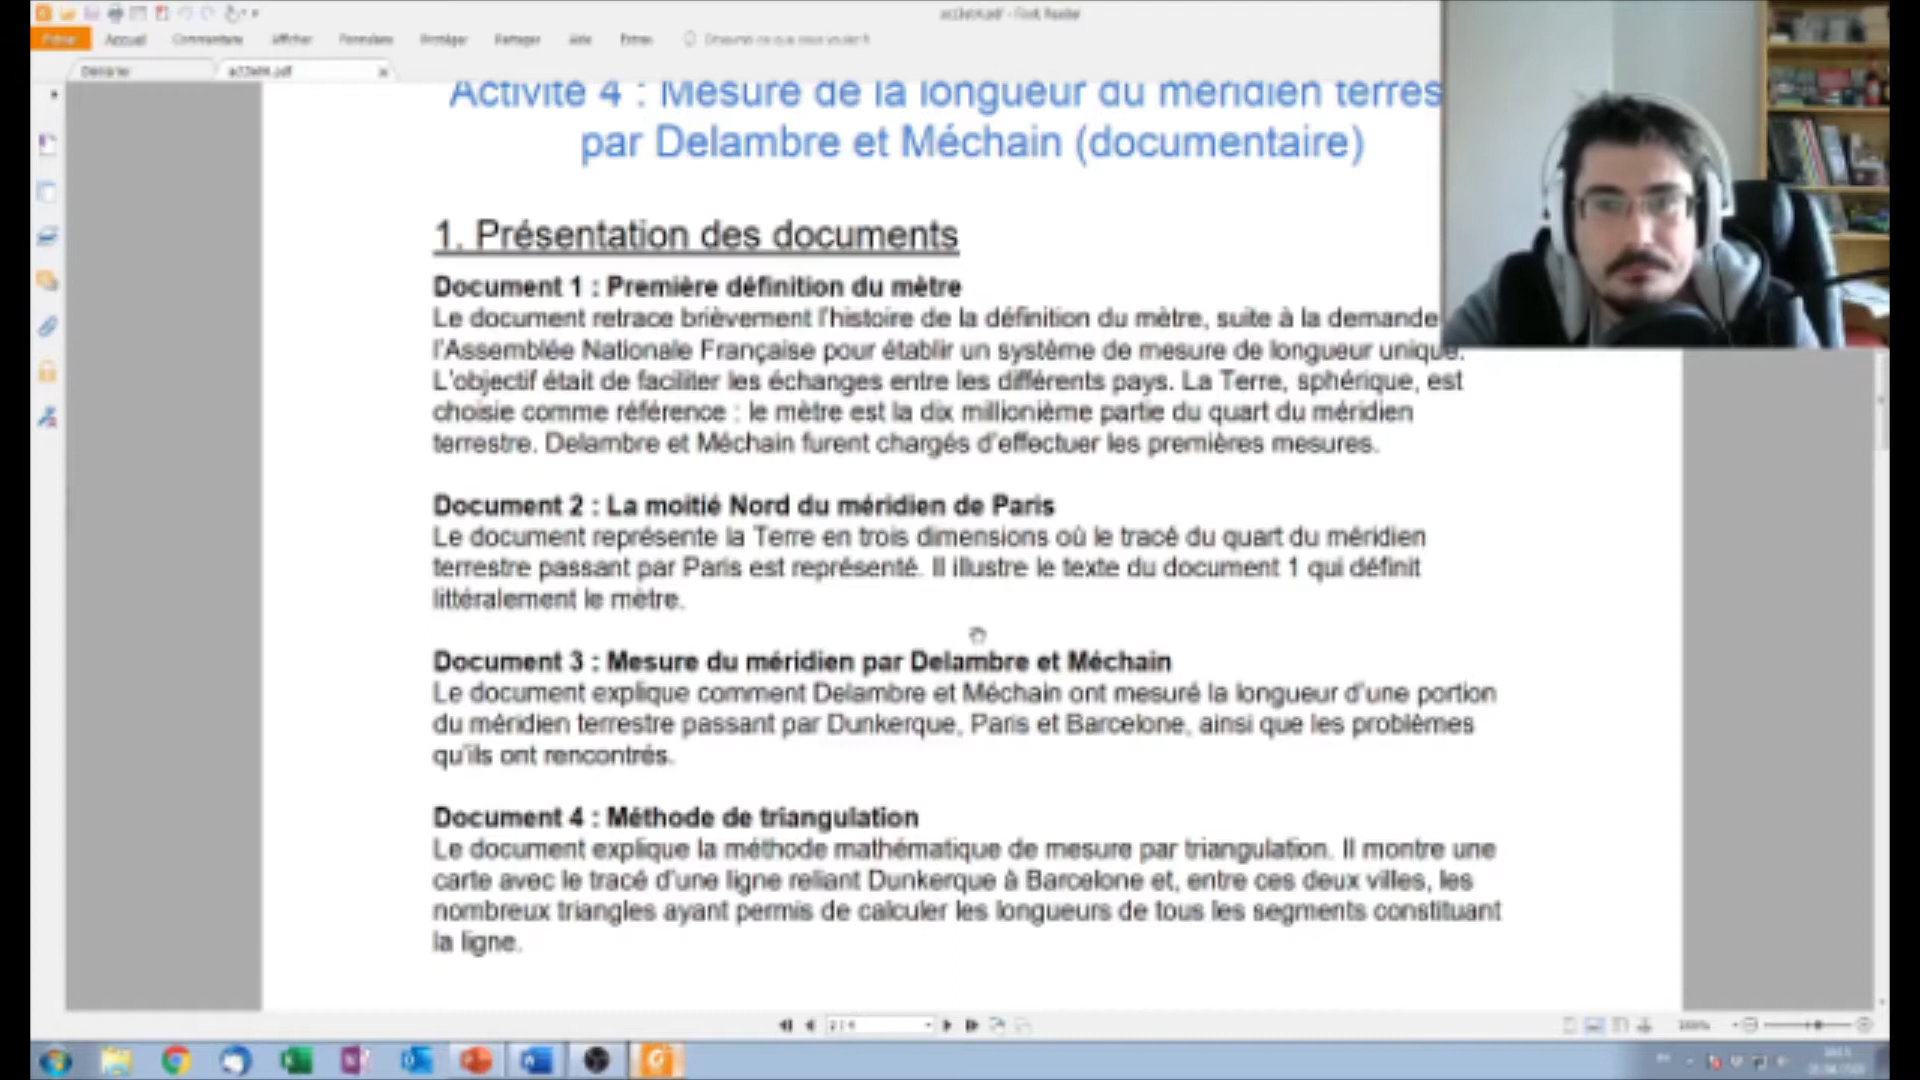 Accueil
Commentaire
Afficher
Formulaire
Protéger
Partager
Aide
Extras
Activité 4 : Mesure de la longueur du méridien terres
par Delambre et Méchain (documentaire)
1. Présentation des documents
Document 1 : Première définition du mètre
Le document retrace brièvement l'histoire de la définition du mètre, suite à la demande
l'Assemblée Nationale Française pour établir un système de mesure de longueur unique.
L'objectif était de faciliter les échanges entre les différents pays. La Terre, sphérique, est
choisie comme référence : le mètre est la dix millionième partie du quart du méridien
terrestre. Delambre et Méchain furent chargés d'effectuer les premières mesures.
Document 2 : La moitié Nord du méridien de Paris
Le document représente la Terre en trois dimensions où le tracé du quart du méridien
terrestre passant par Paris est représenté. Il illustre le texte du document 1 qui définit
littéralement le mètre.
Document 3 : Mesure du méridien par Delambre et Méchain
Le document explique comment Delambre et Méchain ont mesuré la longueur d'une portion
du méridien terrestre passant par Dunkerque, Paris et Barcelone, ainsi que les problèmes
qu'ils ont rencontrés.
Document 4 : Méthode de triangulation
Le document explique la méthode mathématique de mesure par triangulation. Il montre une
carte avec le tracé d'une ligne reliant Dunkerque à Barcelone et, entre ces deux villes, les
nombreux triangles ayant permis de calculer les longueurs de tous les segments constituant
la ligne.